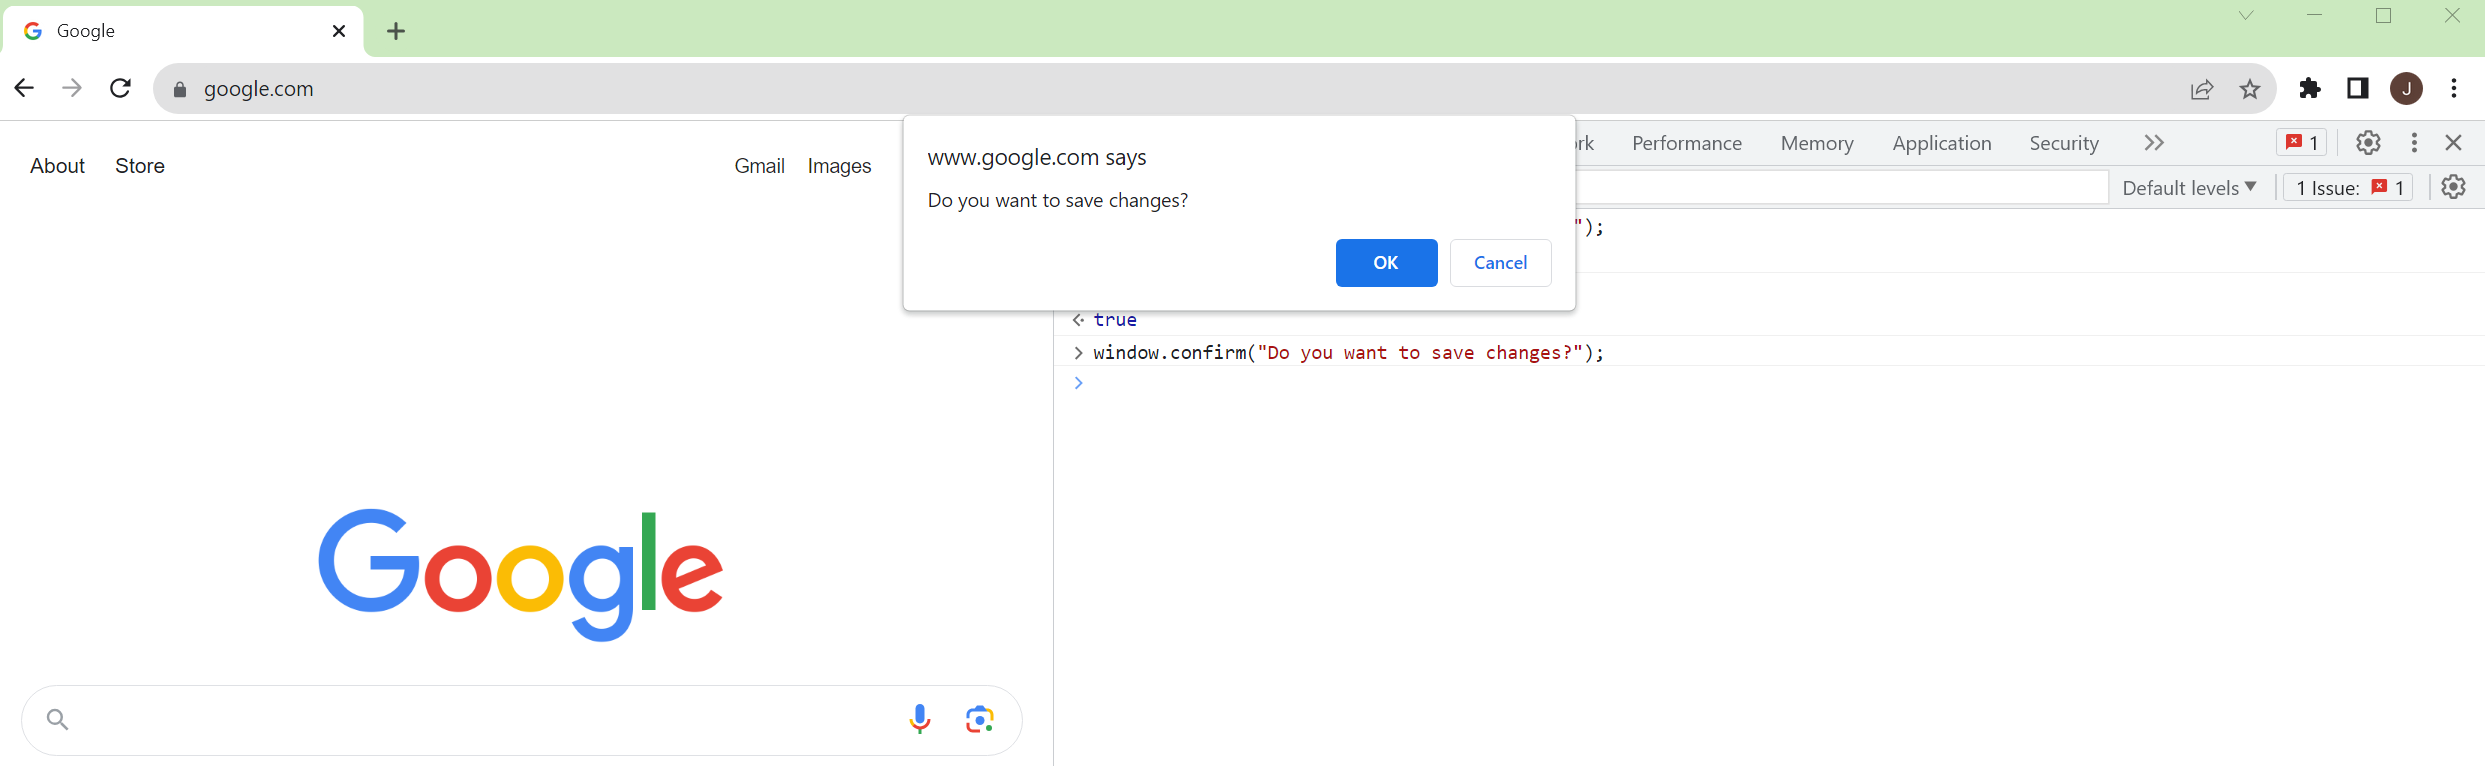 Google
google.com
J
www.google.com says
Do you want to save changes?
OK
Cancel
About
Store
Gmail
Images
rk
Performance
Memory
Application
Security
1
Default levels
1 Issue:
1
");
true
window.confirm("Do you want to save changes?");
Google